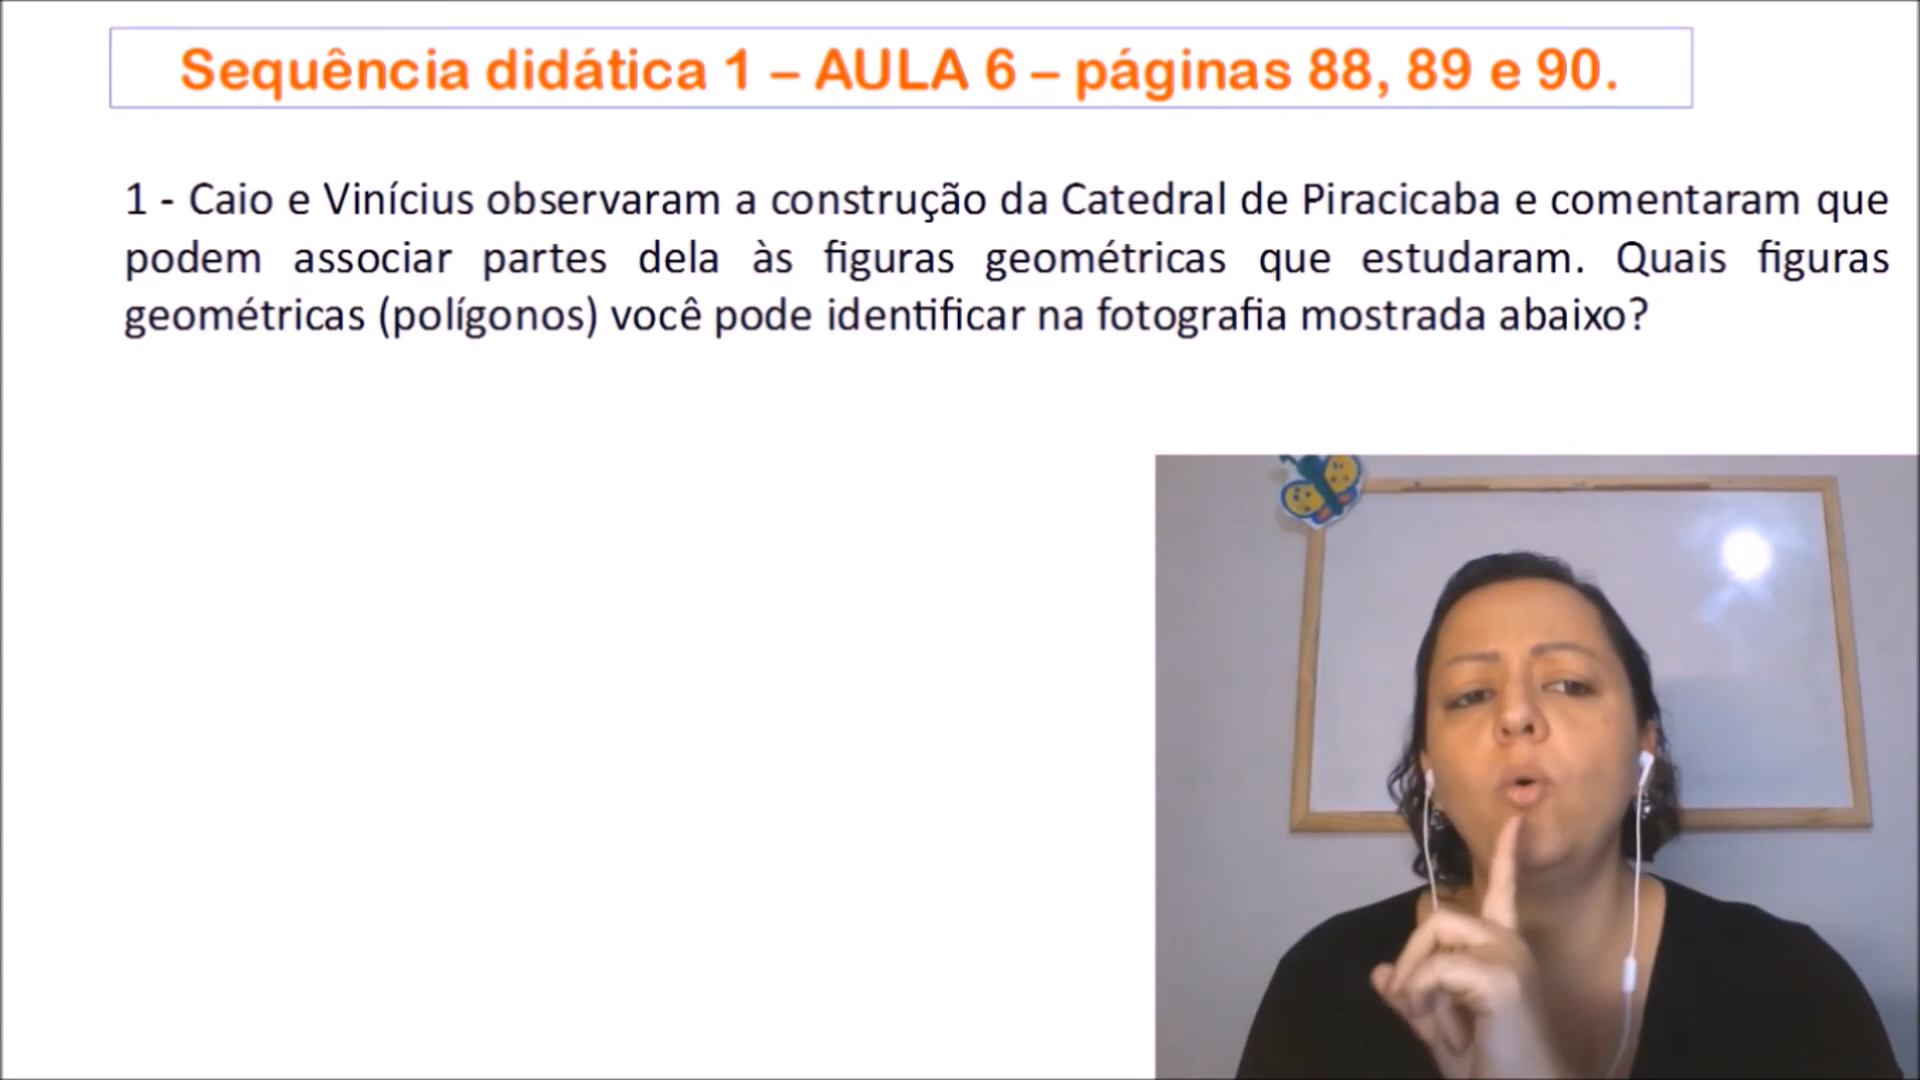 Sequência didática 1 – AULA 6 – páginas 88, 89 e 90.
1 - Caio e Vinícius observaram a construção da Catedral de Piracicaba e comentaram que
podem associar partes dela às figuras geométricas que estudaram. Quais figuras
geométricas (polígonos) você pode identificar na fotografia mostrada abaixo?